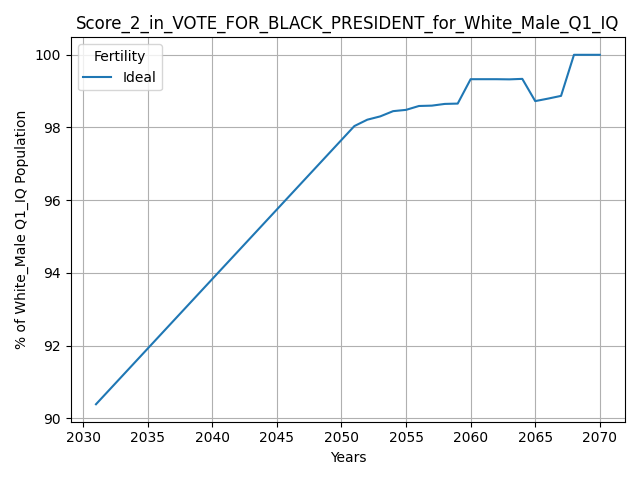 Score_2_in_VOTE_FOR_BLACK_PRESIDENT_for_White_Male_Q1_IQ
Fertility
Ideal
100
98
96
94
92
90
% of White_Male Q1_IQ Population
2030 2035 2040 2045 2050 2055 2060 2065 2070
Years